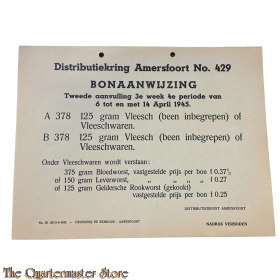 Distributiekring Amersfoort No. 429
BONAANWIJZING
Tweede aanvulling 3e week 4e periode van
6 tot en met 14 April 1945.
A 378 125 gram Vleesch (been inbegrepen) of
Vleeschwaren.
B 378 125 gram Vleesch (been inbegrepen) of
Vleeschwaren.
Onder Vleeschwaren wordt verstaan:
375 gram Bloedworst, vastgestelde prijs per bon f 0.37½
of 150 gram Leverworst, „ „ „ „ f 0.27
of 125 gram Geldersche Rookworst (gekookt)
vastgestelde prijs per bon f 0.25
DISTRIBUTIEDIENST AMERSFOORT
AMERSFOORT
NADRUK VERBODEN
The Quartermaster Store